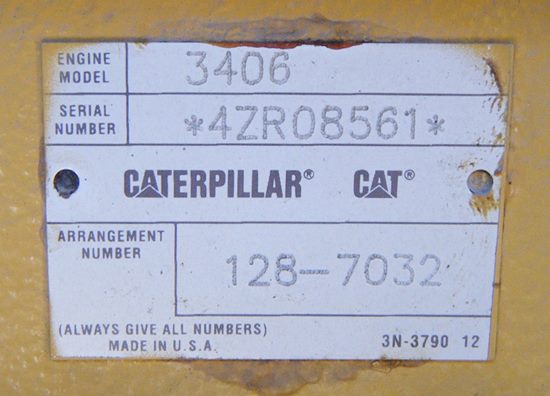 ENGINE MODEL 3406
SERIAL NUMBER *4ZR08561*
CATERPILLAR® CAT®
ARRANGEMENT NUMBER 128-7032
(ALWAYS GIVE ALL NUMBERS)
MADE IN U.S.A. 3N-3790 12